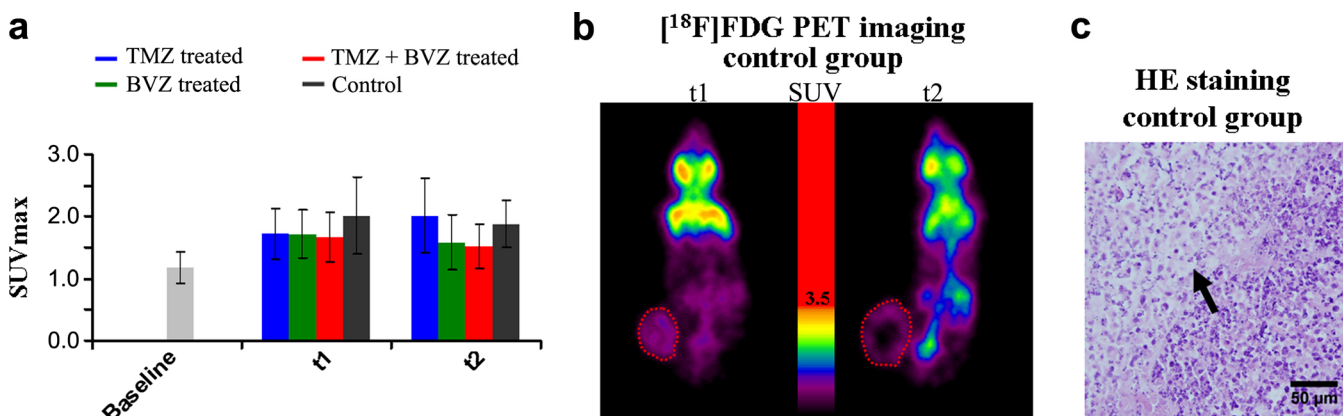 a
TMZ treated
TMZ + BVZ treated
BVZ treated
Control
SUVmax
3.0
2.0
1.0
0.0
Baseline
t1
t2
b
[¹⁸F]FDG PET imaging
control group
t1 SUV t2
3.5
c
HE staining
control group
50 µm